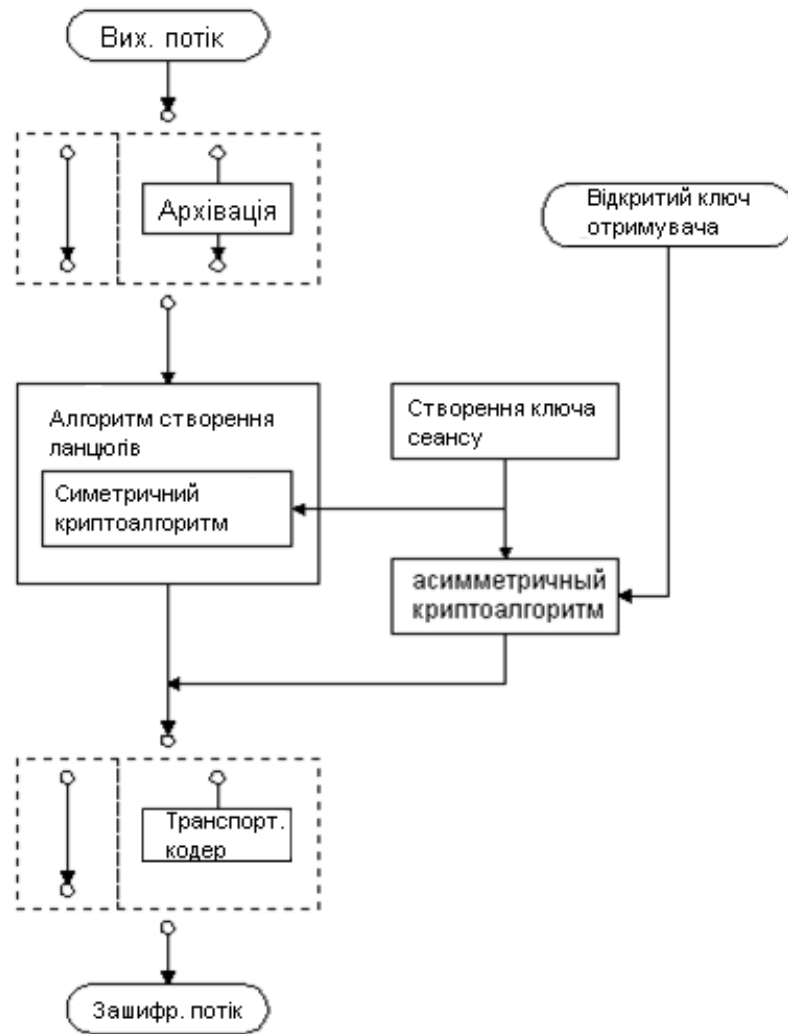 Вих. потік
Архівація
Відкритий ключ
отримувача
Алгоритм створення
ланцюгів
Створення ключа
сеансу
Симетричний
криптоалгоритм
асимметричный
криптоалгоритм
Транспорт.
кодер
Зашифр. потік